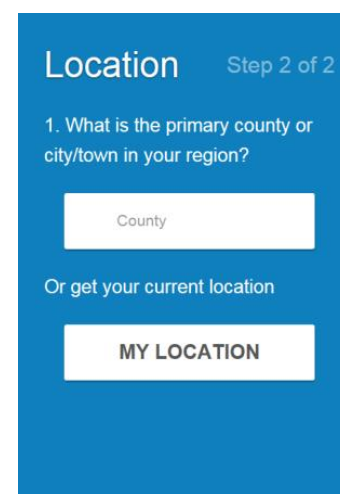 Location Step 2 of 2
1. What is the primary county or
city/town in your region?
County
Or get your current location
MY LOCATION